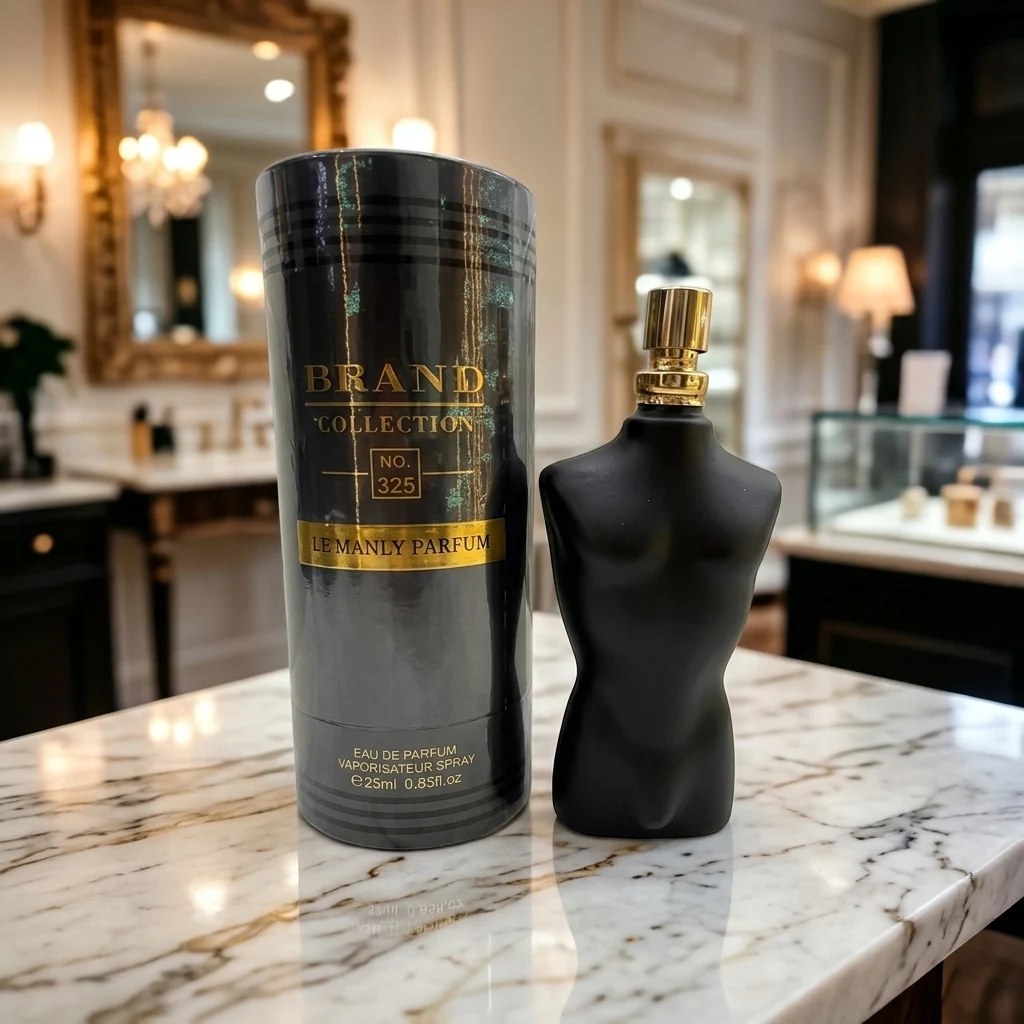 BRAND
COLLECTION
NO.
325
LE MANLY PARFUM
EAU DE PARFUM
VAPORISATEUR SPRAY
℮25ml 0.85fl.oz